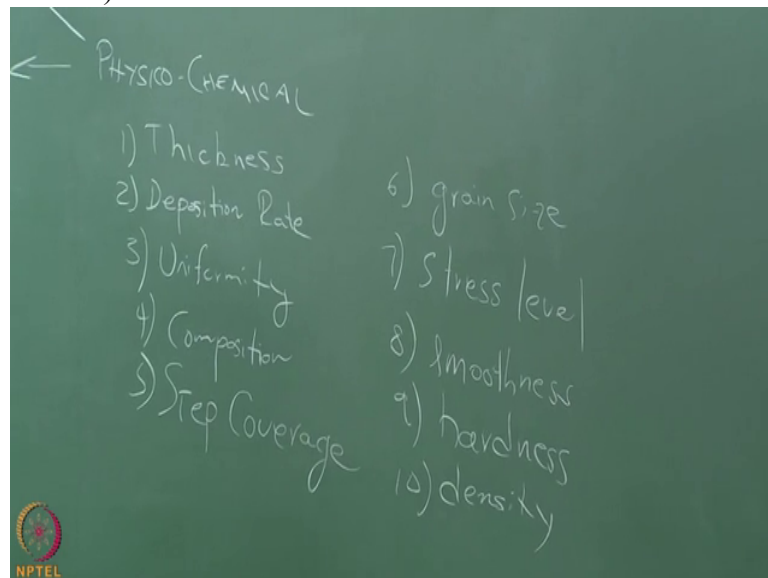 PHYSICO-CHEMICAL
1) Thickness
2) Deposition Rate
3) Uniformity
4) Composition
5) Step Coverage
6) grain size
7) Stress level
8) Smoothness
9) hardness
10) density
NPTEL